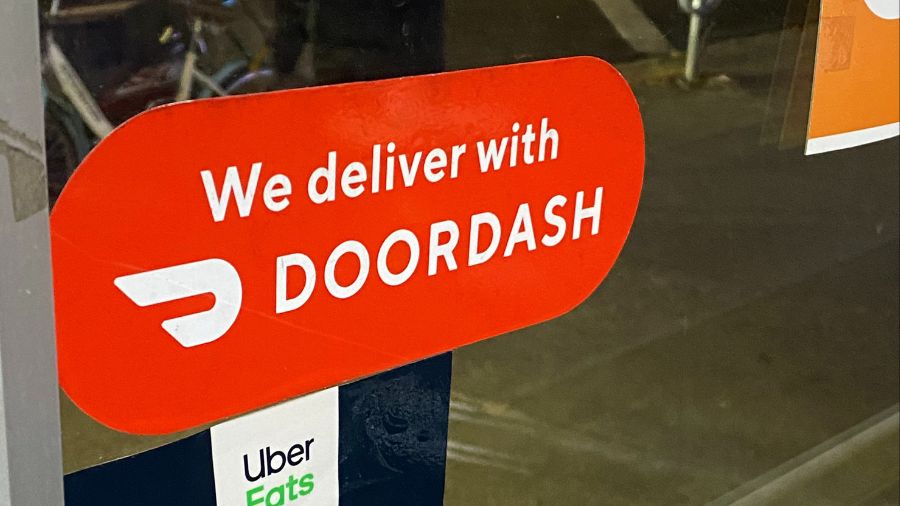 We deliver with
DOORDASH
Uber
Eats